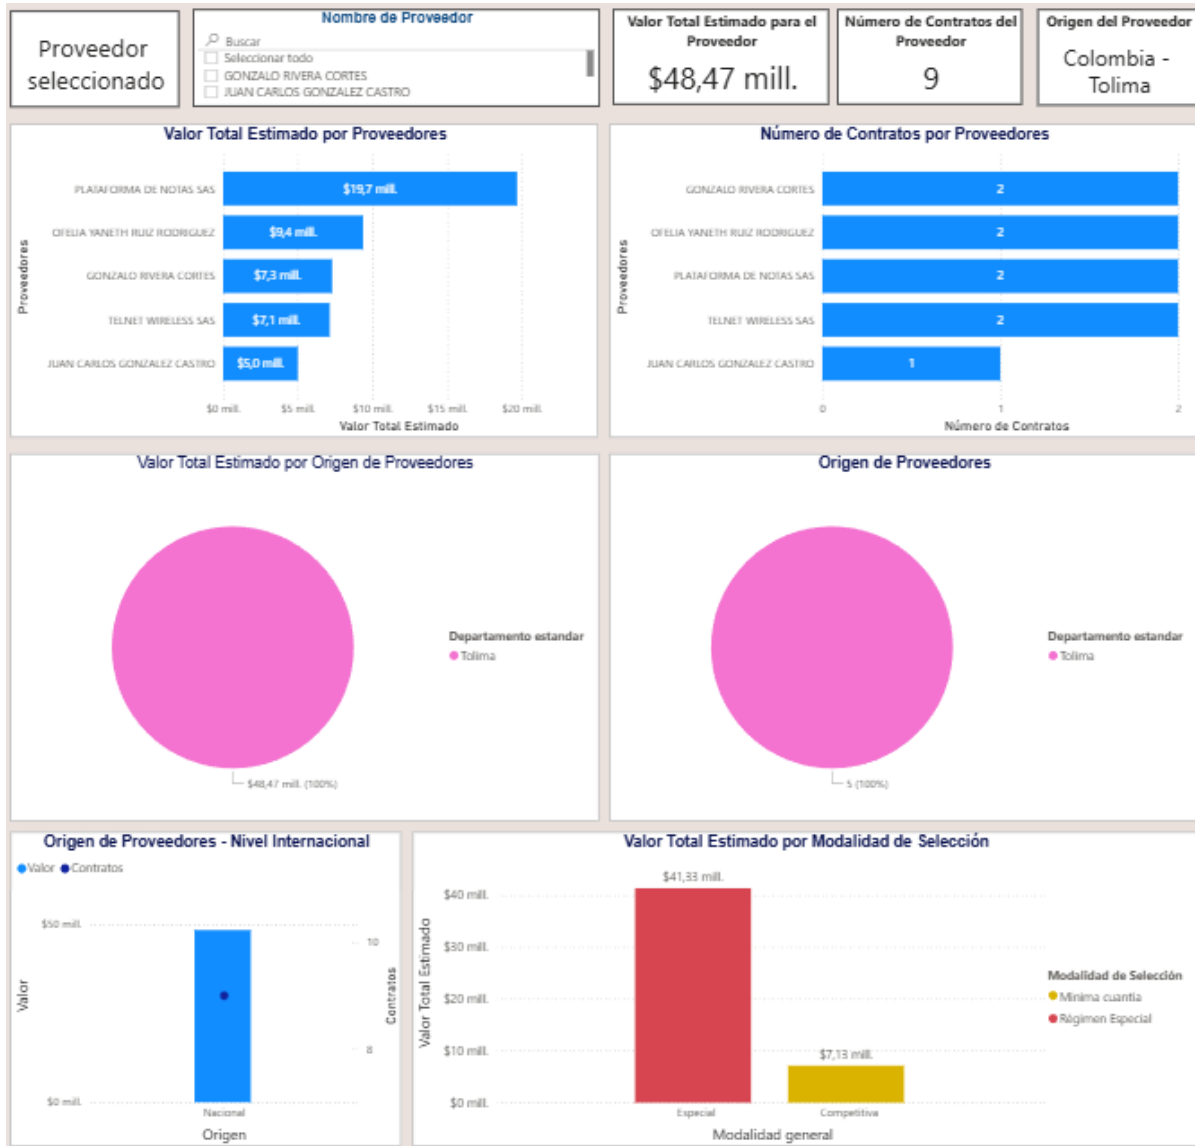 Proveedor
seleccionado
Nombre de Proveedor
Buscar
Seleccionar todo
GONZALO RIVERA CORTES
JUAN CARLOS GONZALEZ CASTRO
Valor Total Estimado para el
Proveedor
$48,47 mill.
Número de Contratos del
Proveedor
9
Origen del Proveedor
Colombia -
Tolima
Valor Total Estimado por Proveedores
Proveedores
PLATAFORMA DE NOTAS SAS
$19,7 mill.
OFELIA YANETH RUIZ RODRIGUEZ
$9,4 mill.
GONZALO RIVERA CORTES
$7,3 mill.
TELNET WIRELESS SAS
$7,1 mill.
JUAN CARLOS GONZALEZ CASTRO
$5,0 mill.
$0 mill. $5 mill. $10 mill. $15 mill. $20 mill.
Valor Total Estimado
Número de Contratos por Proveedores
Proveedores
GONZALO RIVERA CORTES
2
OFELIA YANETH RUIZ RODRIGUEZ
2
PLATAFORMA DE NOTAS SAS
2
TELNET WIRELESS SAS
2
JUAN CARLOS GONZALEZ CASTRO
1
0 1 2
Número de Contratos
Valor Total Estimado por Origen de Proveedores
Departamento estandar
Tolima
$48,47 mill. (100%)
Origen de Proveedores
Departamento estandar
Tolima
5 (100%)
Origen de Proveedores - Nivel Internacional
Valor Contratos
$50 mill.
10
Valor
Contratos
8
$0 mill.
Nacional
Origen
Valor Total Estimado por Modalidad de Selección
$41,33 mill.
$40 mill.
$30 mill.
Valor Total Estimado
$20 mill.
$10 mill.
$7,13 mill.
$0 mill.
Especial Competitiva
Modalidad general
Modalidad de Selección
Mínima cuantía
Régimen Especial